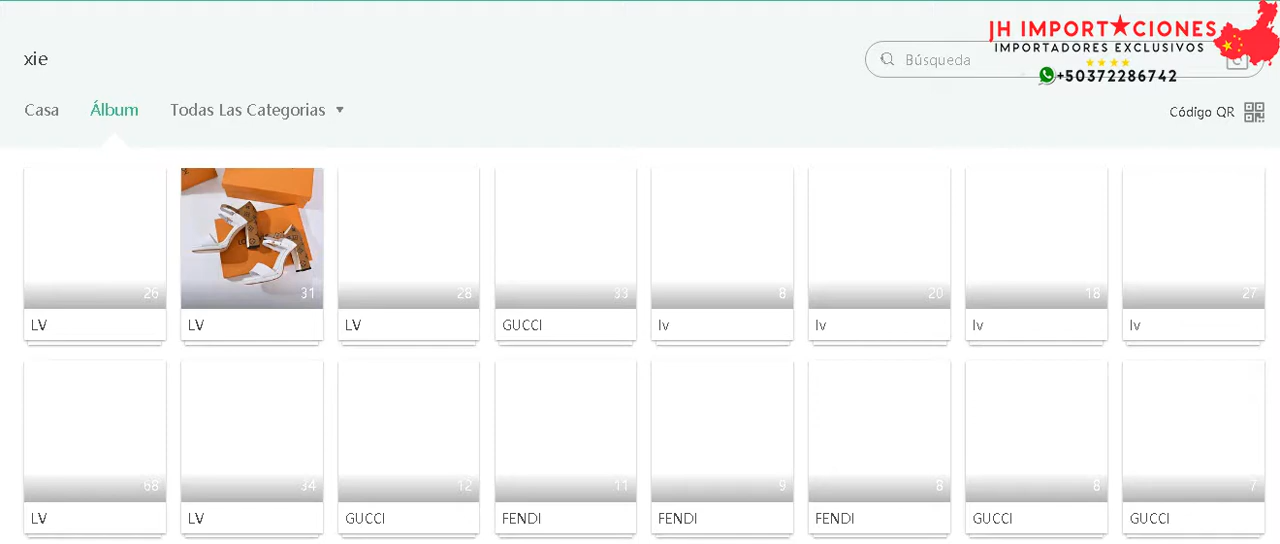 JH IMPORT★CIONES
IMPORTADORES EXCLUSIVOS
+50372286742
xie
Búsqueda
Casa Álbum Todas Las Categorias
Código QR
26 31 28 33 8 20 18 27
LV LV LV GUCCI lv lv lv lv
68 34 12 11 9 8 8 7
LV LV GUCCI FENDI FENDI FENDI GUCCI GUCCI